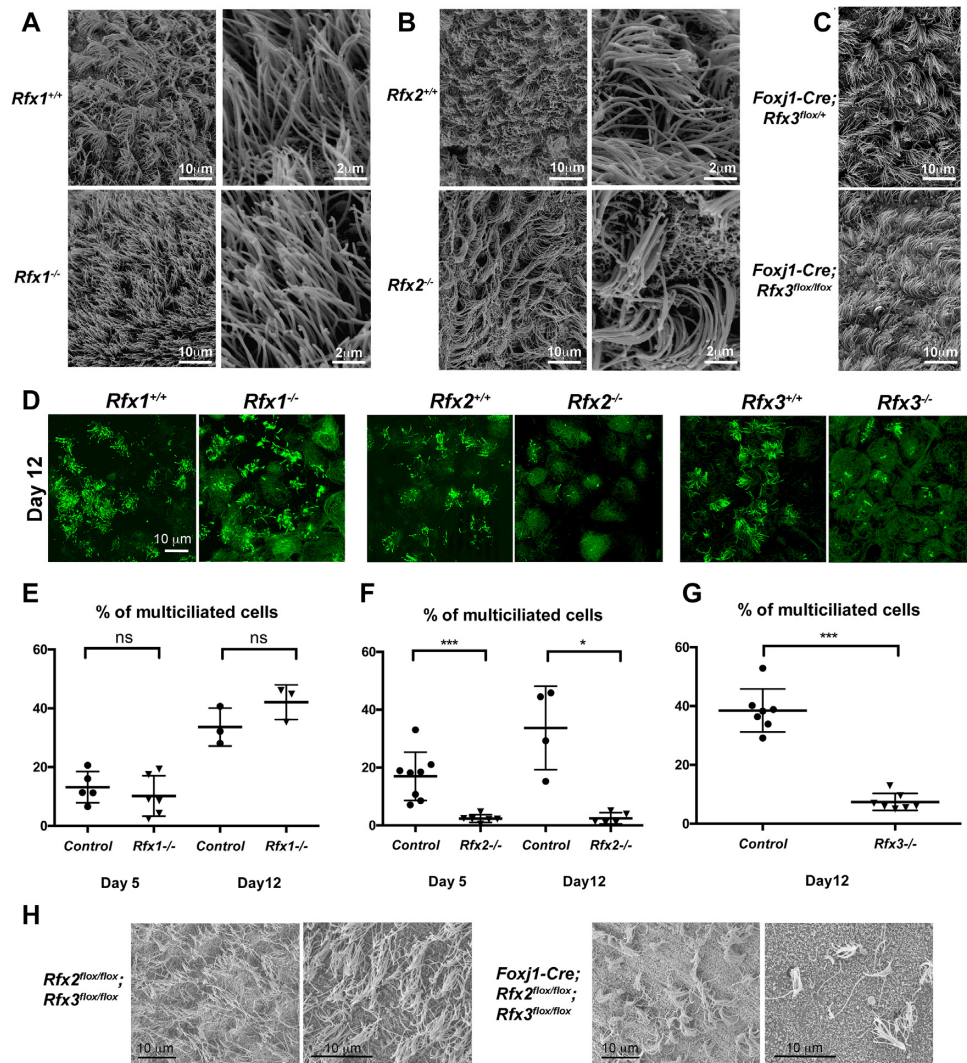 A
B
C
Rfx1+/+
Rfx2+/+
Foxj1-Cre;
Rfx3flox/+
10μm
2μm
10μm
2μm
10μm
Rfx1-/-
Rfx2-/-
Foxj1-Cre;
Rfx3flox/lfox
10μm
2μm
10μm
2μm
10μm
D
Rfx1+/+
Rfx1-/-
Rfx2+/+
Rfx2-/-
Rfx3+/+
Rfx3-/-
Day 12
10 μm
E
% of multiciliated cells
ns
ns
60
40
20
0
Control
Rfx1-/-
Control
Rfx1-/-
Day 5
Day12
F
% of multiciliated cells
***
*
60
40
20
0
Control
Rfx2-/-
Control
Rfx2-/-
Day 5
Day12
G
% of multiciliated cells
***
60
40
20
0
Control
Rfx3-/-
Day12
H
Rfx2flox/flox;
Rfx3flox/flox
10 μm
10 μm
Foxj1-Cre;
Rfx2flox/flox;
Rfx3flox/flox
10 μm
10 μm